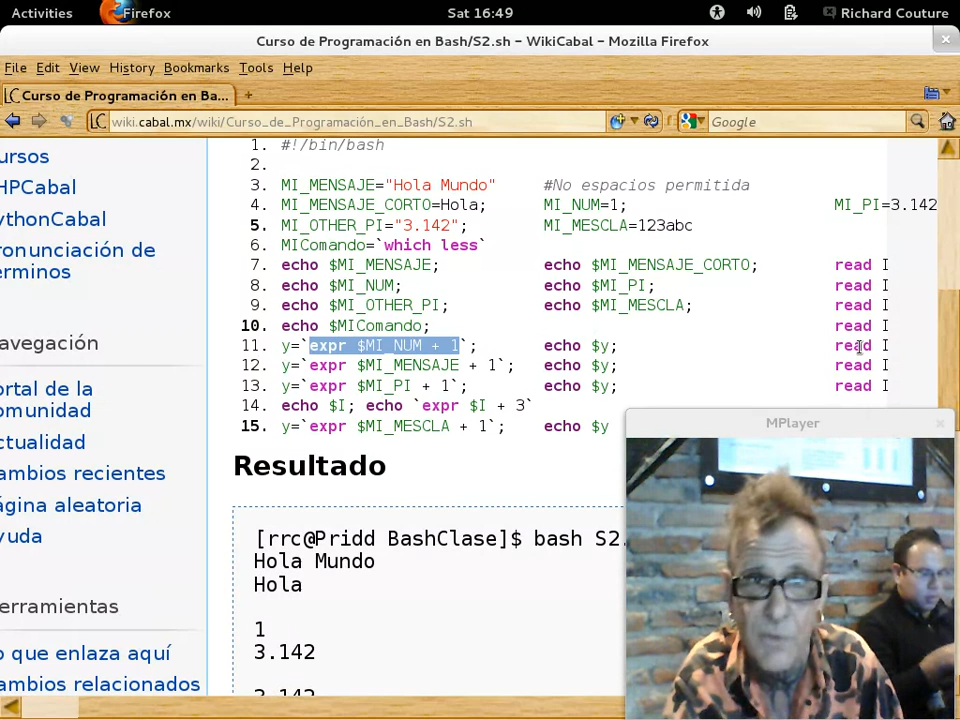 Activities Firefox Sat 16:49 Richard Couture
Curso de Programación en Bash/S2.sh – WikiCabal – Mozilla Firefox
File Edit View History Bookmarks Tools Help
Curso de Programación en Ba... +
wiki.cabal.mx/wiki/Curso_de_Programación_en_Bash/S2.sh Google
ursos
HPCabal
ythonCabal
ronunciación de
erminos
avegación
ortal de la
omunidad
ctualidad
ambios recientes
ágina aleatoria
yuda
erramientas
o que enlaza aquí
ambios relacionados
1. #!/bin/bash
2.
3. MI_MENSAJE="Hola Mundo" #No espacios permitida
4. MI_MENSAJE_CORTO=Hola; MI_NUM=1; MI_PI=3.142
5. MI_OTHER_PI="3.142"; MI_MESCLA=123abc
6. MIComando=`which less`
7. echo $MI_MENSAJE; echo $MI_MENSAJE_CORTO; read I
8. echo $MI_NUM; echo $MI_PI; read I
9. echo $MI_OTHER_PI; echo $MI_MESCLA; read I
10. echo $MIComando; read I
11. y=`expr $MI_NUM + 1`; echo $y; read I
12. y=`expr $MI_MENSAJE + 1`; echo $y; read I
13. y=`expr $MI_PI + 1`; echo $y; read I
14. echo $I; echo `expr $I + 3`
15. y=`expr $MI_MESCLA + 1`; echo $y
Resultado
[rrc@Pridd BashClase]$ bash S2.
Hola Mundo
Hola
1
3.142
3.142
MPlayer